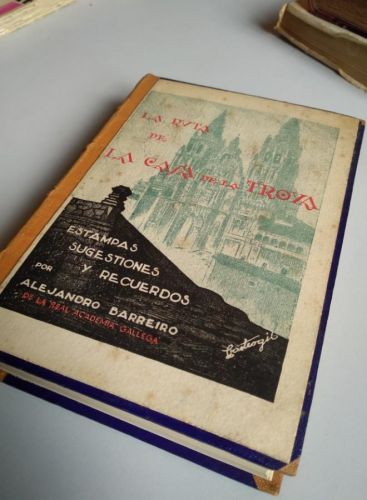 LA RUTA
DE
LA CASA DE LA TROYA
ESTAMPAS
SUGESTIONES
Y RECUERDOS
POR
ALEJANDRO BARREIRO
DE LA REAL ACADEMIA GALLEGA
Castrogil